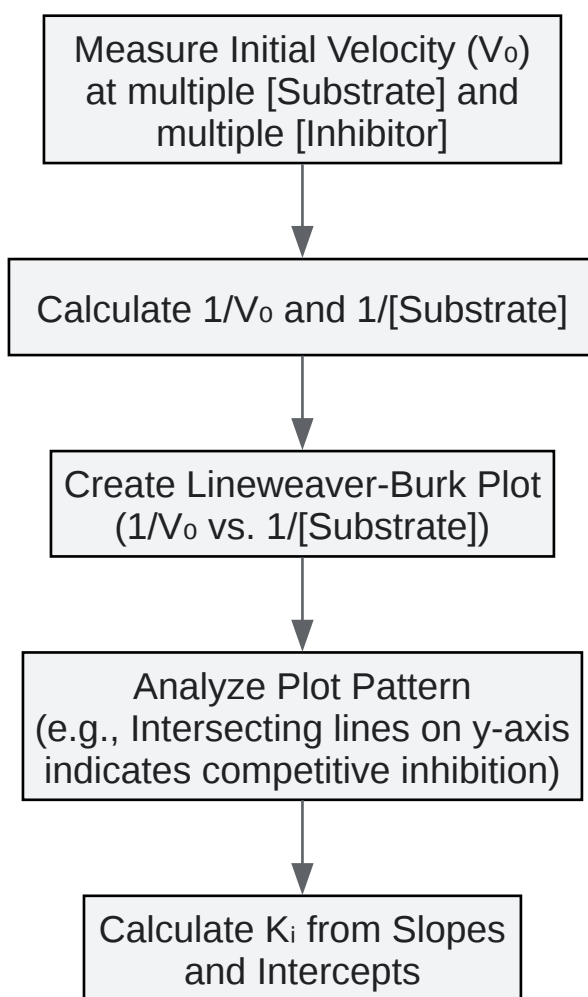 Measure Initial Velocity (V₀)
at multiple [Substrate] and
multiple [Inhibitor]
Calculate 1/V₀ and 1/[Substrate]
Create Lineweaver-Burk Plot
(1/V₀ vs. 1/[Substrate])
Analyze Plot Pattern
(e.g., Intersecting lines on y-axis
indicates competitive inhibition)
Calculate Kᵢ from Slopes
and Intercepts